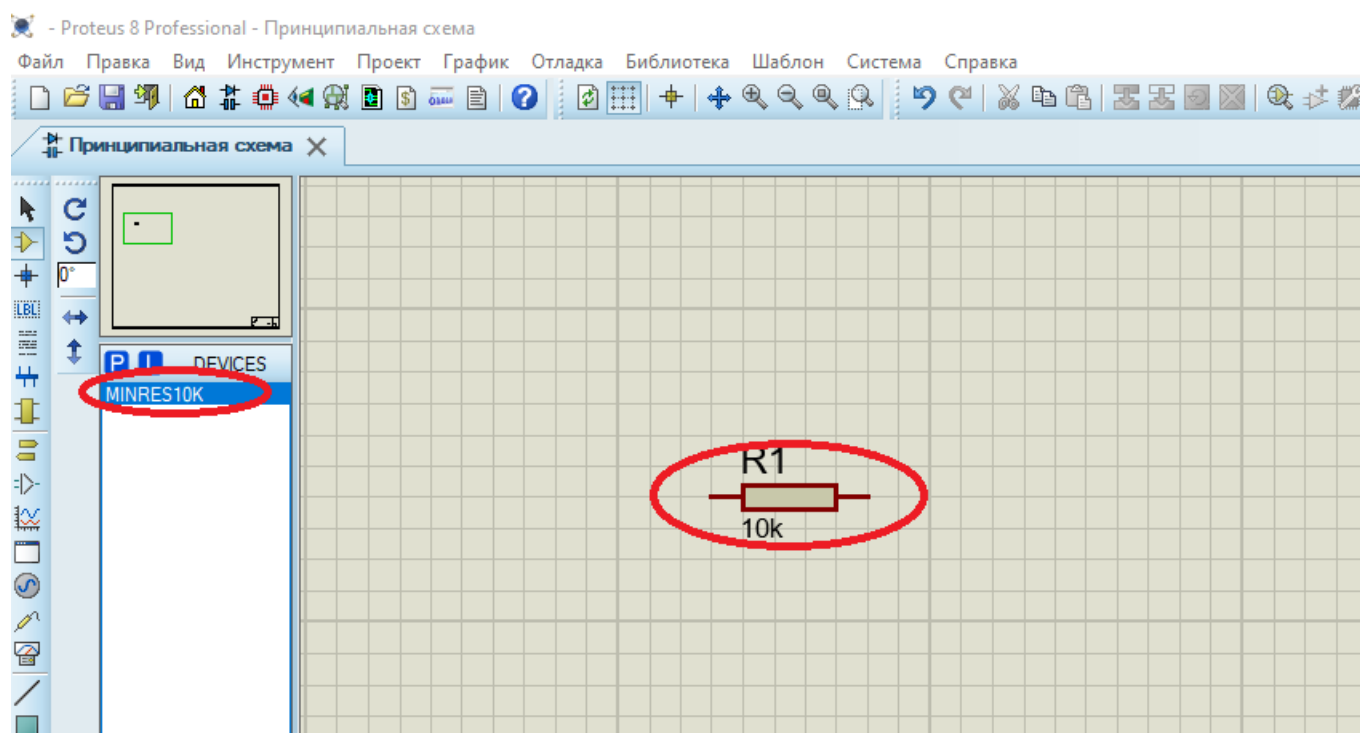 - Proteus 8 Professional - Принципиальная схема
Файл Правка Вид Инструмент Проект График Отладка Библиотека Шаблон Система Справка
Принципиальная схема
0°
LBL
P L DEVICES
MINRES10K
R1
10k